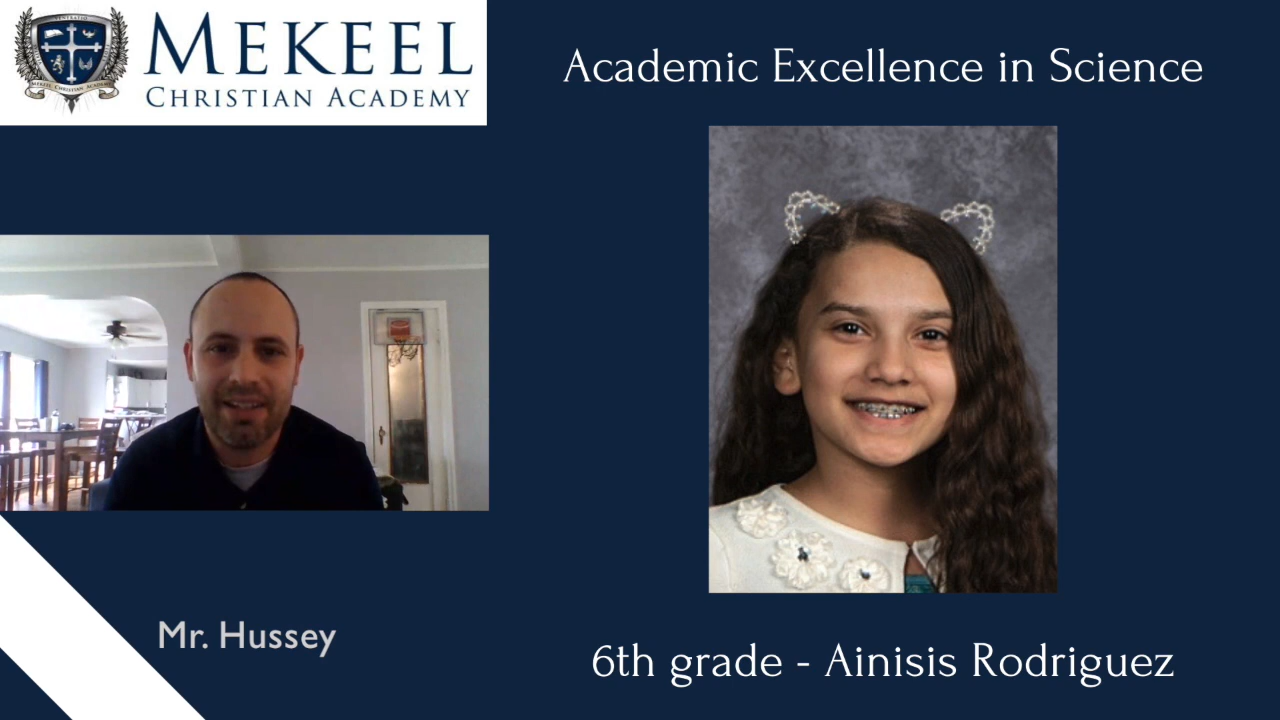 MEKEEL
CHRISTIAN ACADEMY
Academic Excellence in Science
Mr. Hussey
6th grade - Ainisis Rodriguez